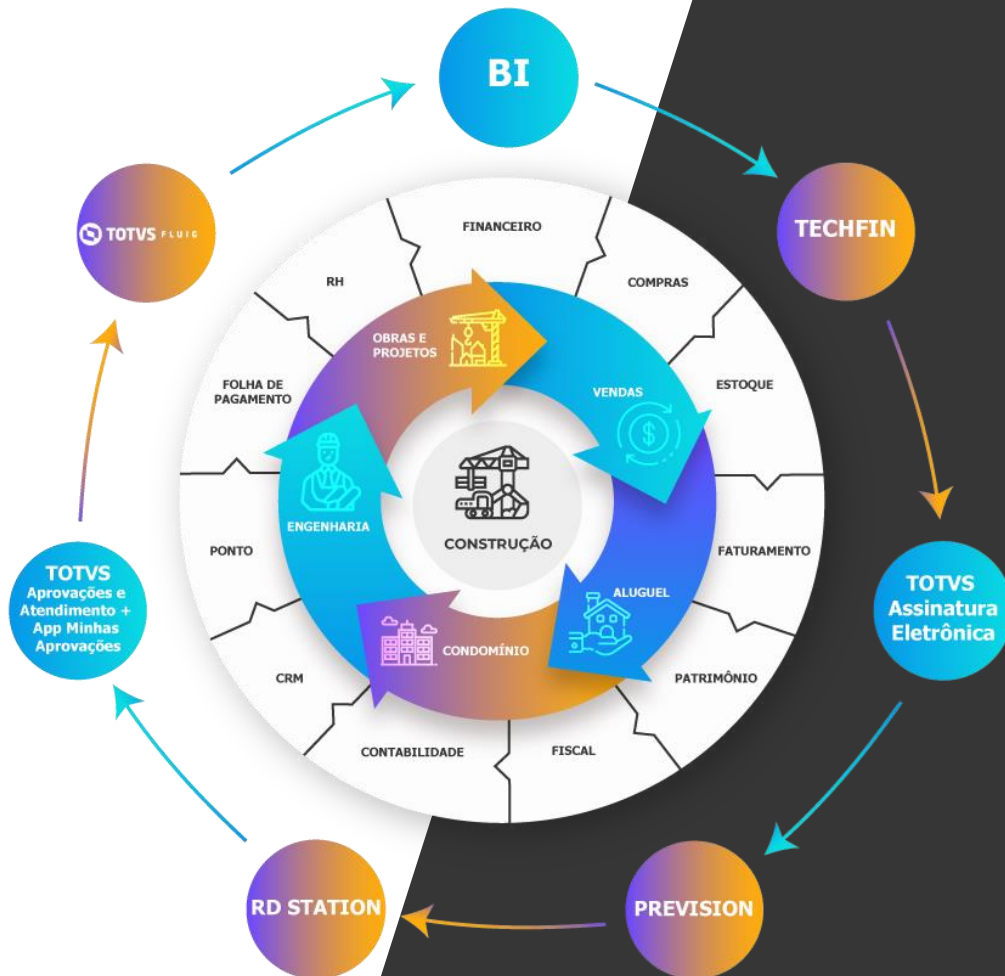 BI
TECHFIN
TOTVS
Assinatura
Eletrônica
PREVISION
RD STATION
TOTVS
Aprovações e
Atendimento +
App Minhas
Aprovações
TOTVS FLUIG
FINANCEIRO
COMPRAS
ESTOQUE
FATURAMENTO
PATRIMÔNIO
FISCAL
CONTABILIDADE
CRM
PONTO
FOLHA DE
PAGAMENTO
RH
OBRAS E
PROJETOS
VENDAS
$
ALUGUEL
CONDOMÍNIO
ENGENHARIA
CONSTRUÇÃO